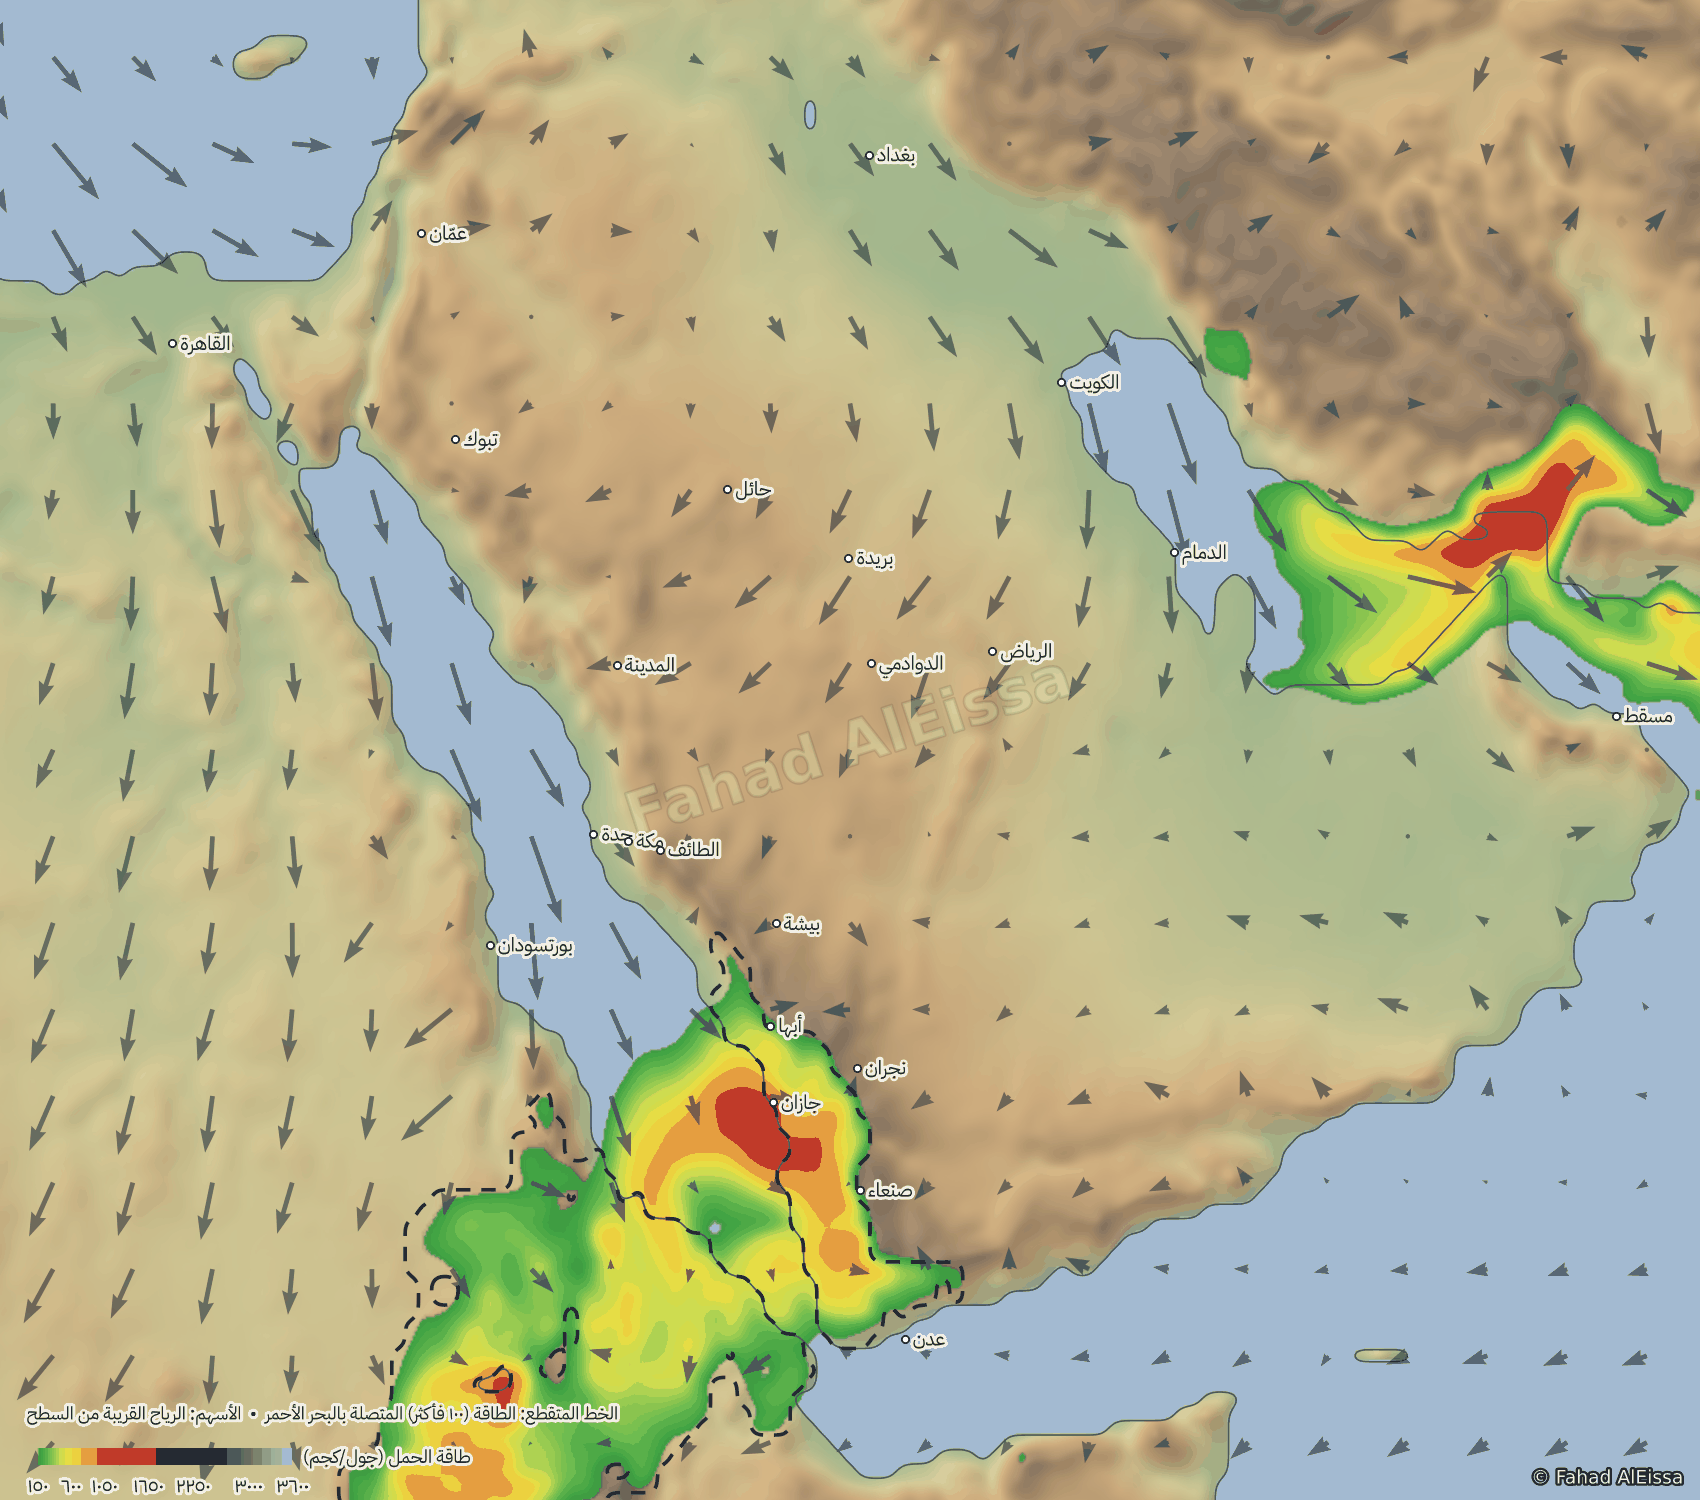 بغداد
عمّان
القاهرة
الكويت
تبوك
حائل
الدمام
بريدة
الرياض
الدوادمي
المدينة
مسقط
Fahad AlEissa
جدة
مكة
الطائف
بيشة
بورتسودان
أبها
نجران
جازان
صنعاء
عدن
الخط المتقطع: الطاقة (١٠٠ فأكثر) المتصلة بالبحر الأحمر • الأسهم: الرياح القريبة من السطح
طاقة الحمل (جول/كجم)
١٥٠ ٦٠٠ ١٠٥٠ ١٦٥٠ ٢٢٥٠ ٣٠٠٠ ٣٦٠٠
© Fahad AlEissa